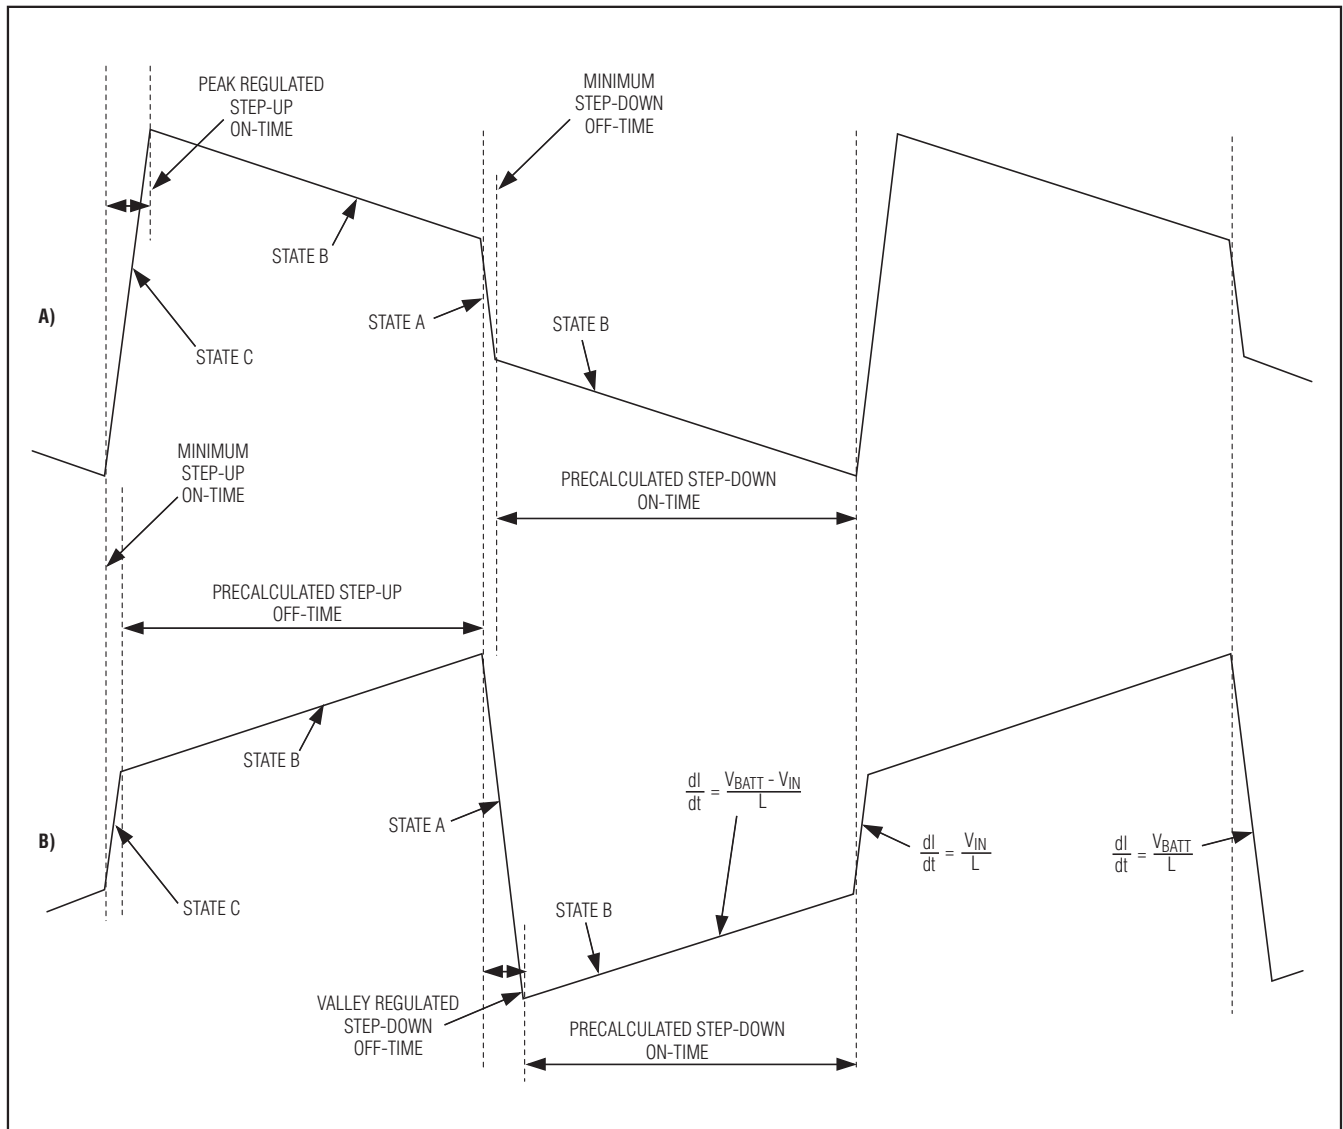 PEAK REGULATED
STEP-UP
ON-TIME
MINIMUM
STEP-DOWN
OFF-TIME
STATE B
STATE A
STATE B
A)
STATE C
MINIMUM
STEP-UP
ON-TIME
PRECALCULATED STEP-DOWN
ON-TIME
PRECALCULATED STEP-UP
OFF-TIME
STATE B
STATE A
dI/dt = (VBATT - VIN)/L
B)
dI/dt = VIN/L
dI/dt = VBATT/L
STATE C
STATE B
VALLEY REGULATED
STEP-DOWN
OFF-TIME
PRECALCULATED STEP-DOWN
ON-TIME